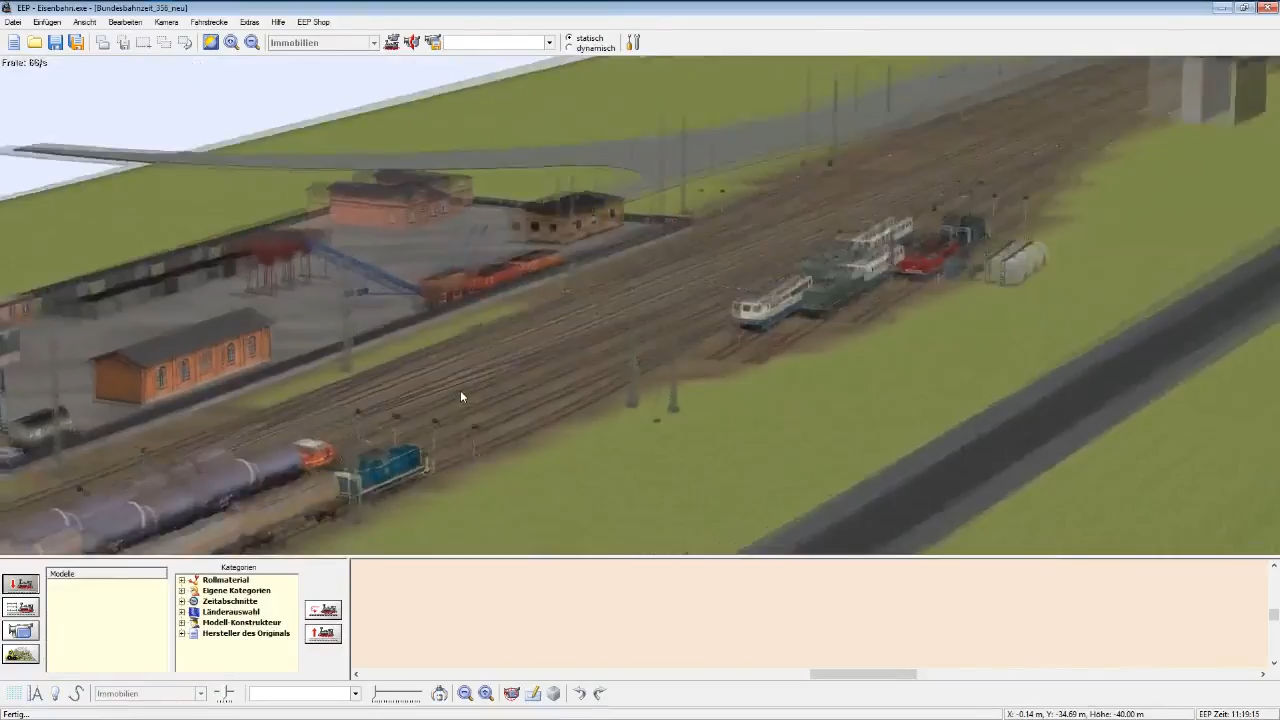 EEP - Eisenbahn.exe - [Bundesbahnzeit_356_neu]
Datei Einfügen Ansicht Bearbeiten Kamera Fahrstrecke Extras Hilfe EEP Shop
Immobilien
statisch
dynamisch
Frate: 66/s
Kategorien
Modelle
Rollmaterial
Eigene Kategorien
Zeitabschnitte
Länderauswahl
Modell-Konstrukteur
Hersteller des Originals
Immobilien
Fertig... X: -0.14 m, Y: -34.69 m, Höhe: -40.00 m EEP Zeit: 11:19:15